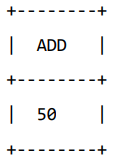 +--------+
|  ADD   |
+--------+
|  50    |
+--------+